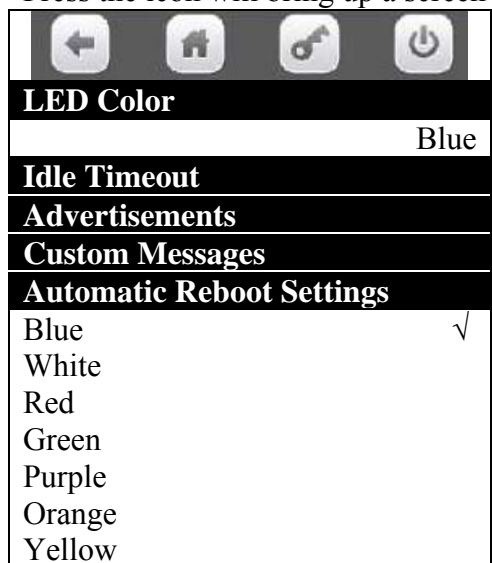 Press the icon will bring up a screen
LED Color
Blue
Idle Timeout
Advertisements
Custom Messages
Automatic Reboot Settings
Blue √
White
Red
Green
Purple
Orange
Yellow